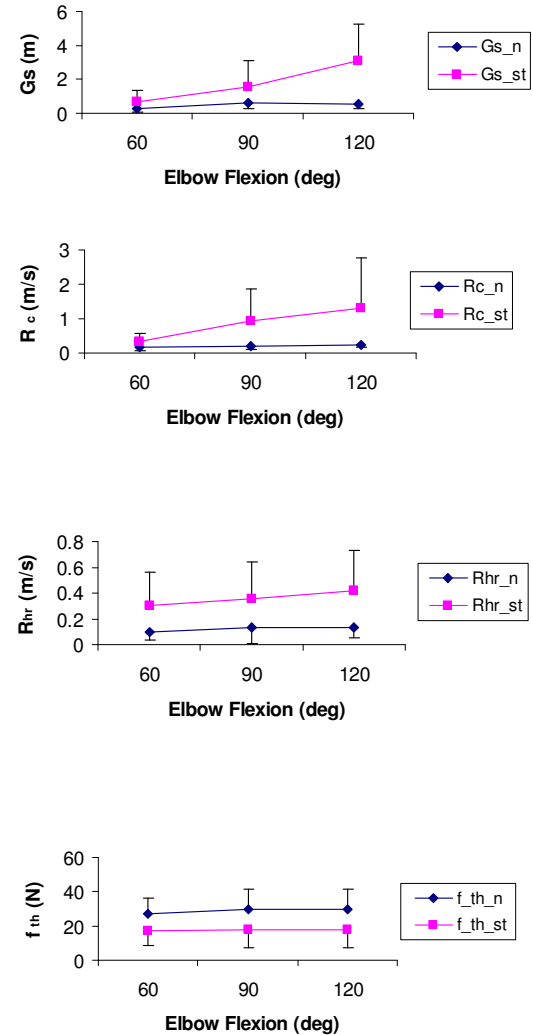 6
4
2
0
Gs (m)
Gs_n
Gs_st
60 90 120
Elbow Flexion (deg)
3
2
1
0
R c (m/s)
Rc_n
Rc_st
60 90 120
Elbow Flexion (deg)
0.8
0.6
0.4
0.2
0
Rhr (m/s)
Rhr_n
Rhr_st
60 90 120
Elbow Flexion (deg)
60
40
20
0
f th (N)
f_th_n
f_th_st
60 90 120
Elbow Flexion (deg)